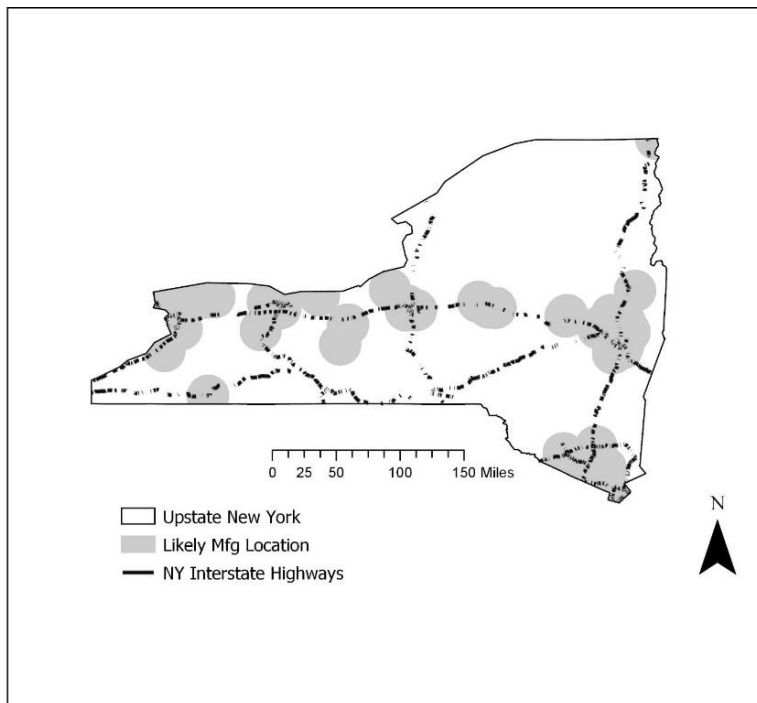 0 25 50 100 150 Miles
Upstate New York
Likely Mfg Location
NY Interstate Highways
N